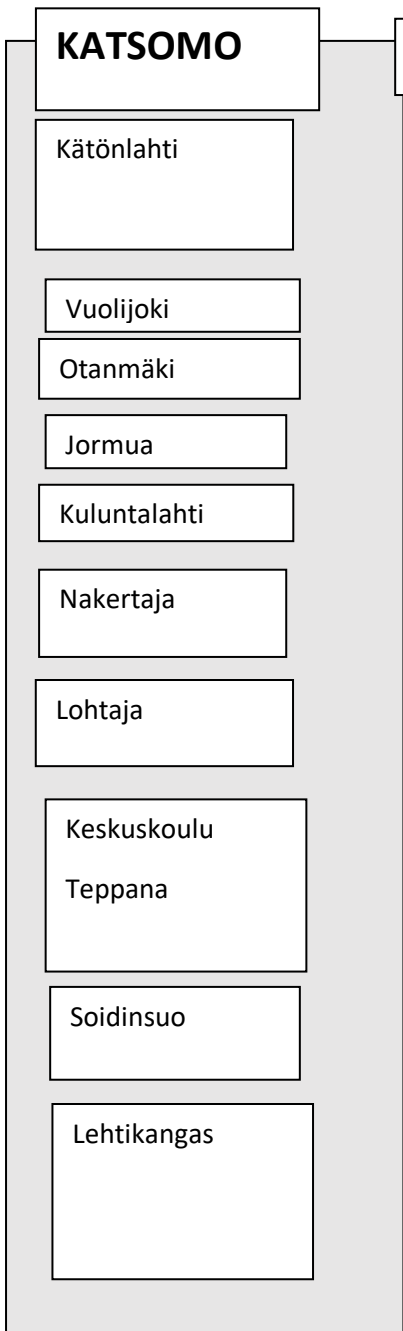 KATSOMO
Kätönlahti
Vuolijoki
Otanmäki
Jormua
Kuluntalahti
Nakertaja
Lohtaja
Keskuskoulu
Teppana
Soidinsuo
Lehtikangas